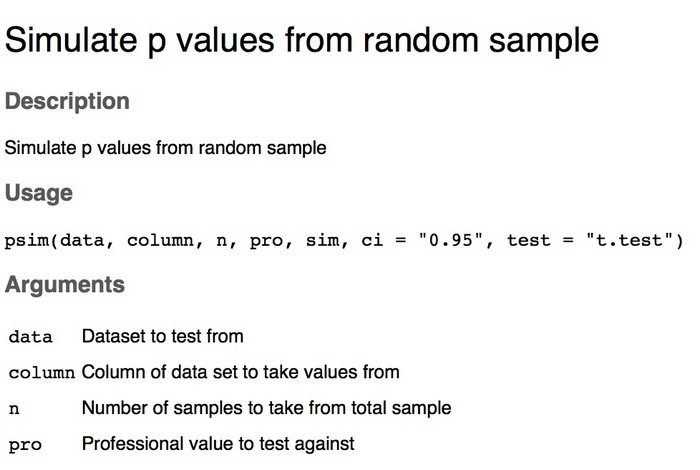 Simulate p values from random sample
Description
Simulate p values from random sample
Usage
psim(data, column, n, pro, sim, ci = "0.95", test = "t.test")
Arguments
data Dataset to test from
column Column of data set to take values from
n Number of samples to take from total sample
pro Professional value to test against